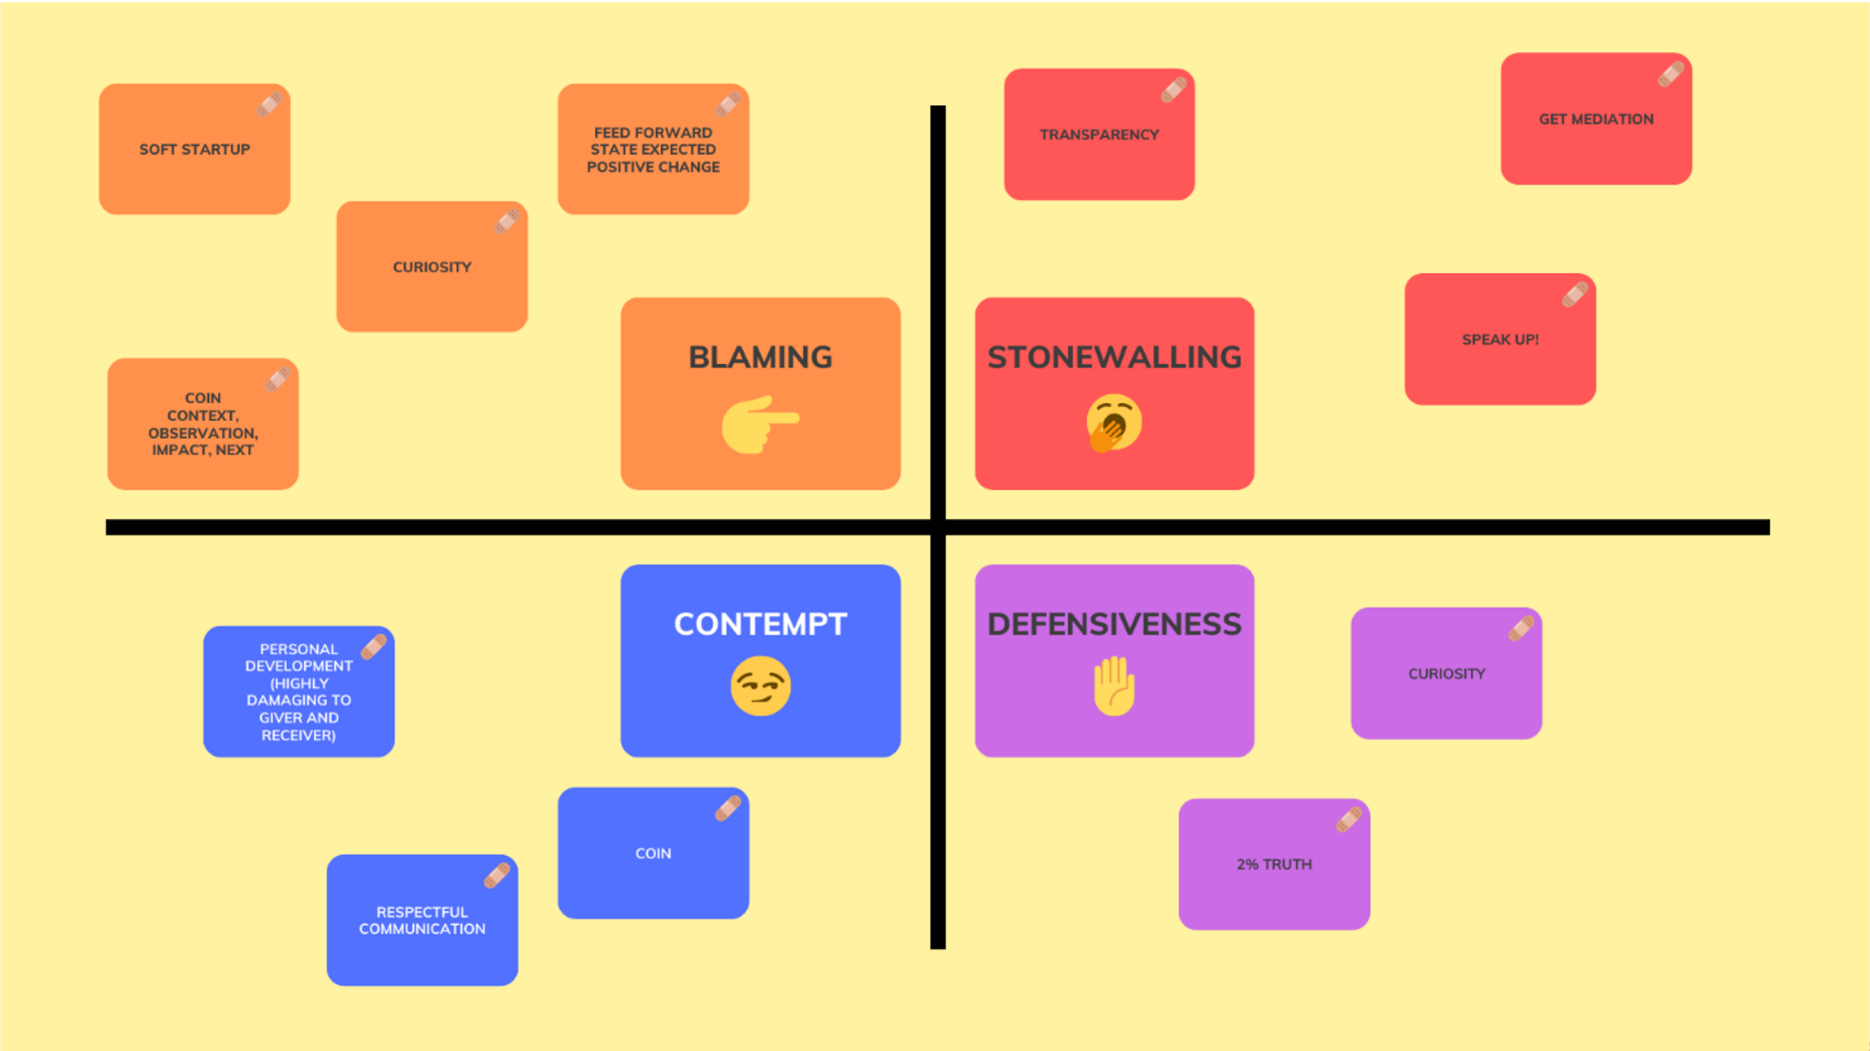 SOFT STARTUP
FEED FORWARD
STATE EXPECTED
POSITIVE CHANGE
CURIOSITY
COIN
CONTEXT,
OBSERVATION,
IMPACT, NEXT
BLAMING
TRANSPARENCY
GET MEDIATION
SPEAK UP!
STONEWALLING
CONTEMPT
PERSONAL
DEVELOPMENT
(HIGHLY
DAMAGING TO
GIVER AND
RECEIVER)
COIN
RESPECTFUL
COMMUNICATION
DEFENSIVENESS
CURIOSITY
2% TRUTH